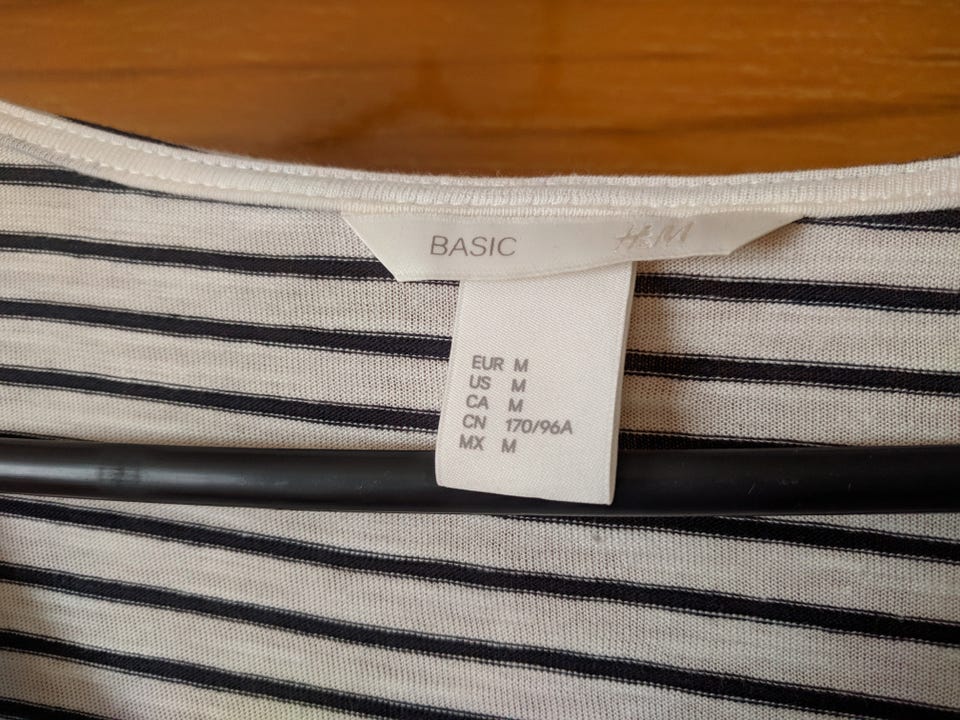 BASIC H&M
EUR M
US M
CA M
CN 170/96A
MX M